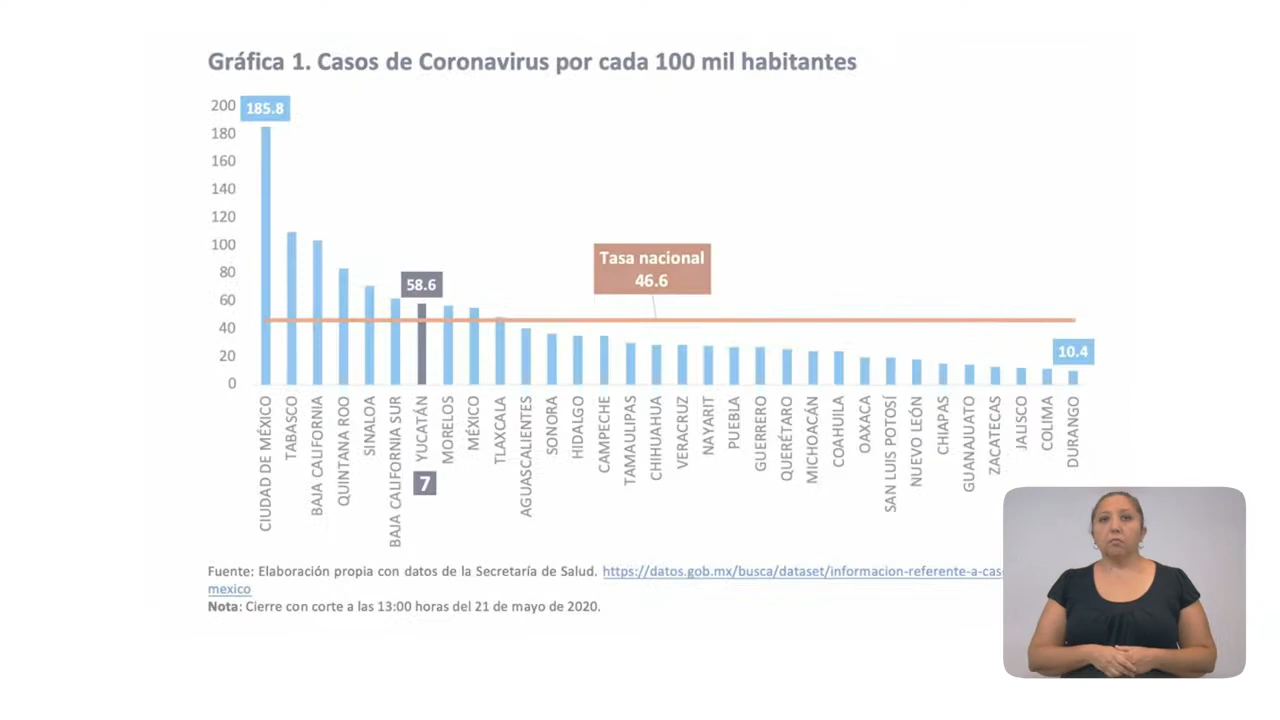 Gráfica 1. Casos de Coronavirus por cada 100 mil habitantes
200
185.8
180
160
140
120
100
80
60
40
20
0
58.6
Tasa nacional
46.6
10.4
CIUDAD DE MÉXICO
TABASCO
BAJA CALIFORNIA
QUINTANA ROO
SINALOA
BAJA CALIFORNIA SUR
YUCATÁN
MORELOS
MÉXICO
TLAXCALA
AGUASCALIENTES
SONORA
HIDALGO
CAMPECHE
TAMAULIPAS
CHIHUAHUA
VERACRUZ
NAYARIT
PUEBLA
GUERRERO
QUERÉTARO
MICHOACÁN
COAHUILA
OAXACA
SAN LUIS POTOSÍ
NUEVO LEÓN
CHIAPAS
GUANAJUATO
ZACATECAS
JALISCO
COLIMA
DURANGO
7
Fuente: Elaboración propia con datos de la Secretaría de Salud. https://datos.gob.mx/busca/dataset/informacion-referente-a-cas
mexico
Nota: Cierre con corte a las 13:00 horas del 21 de mayo de 2020.